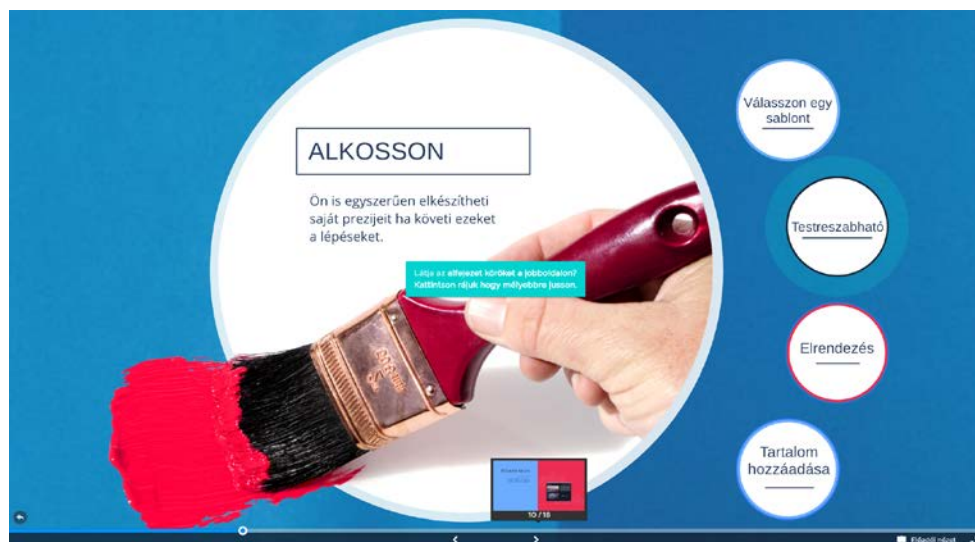 ALKOSSON
Ön is egyszerűen elkészítheti
saját prezijeit ha követi ezeket
a lépéseket.
Látja az alfejezet köröket a jobboldalon?
Kattintson rájuk hogy mélyebbre jusson.
Válasszon egy
sablont
Testreszabható
Elrendezés
Tartalom
hozzáadása
10 / 18